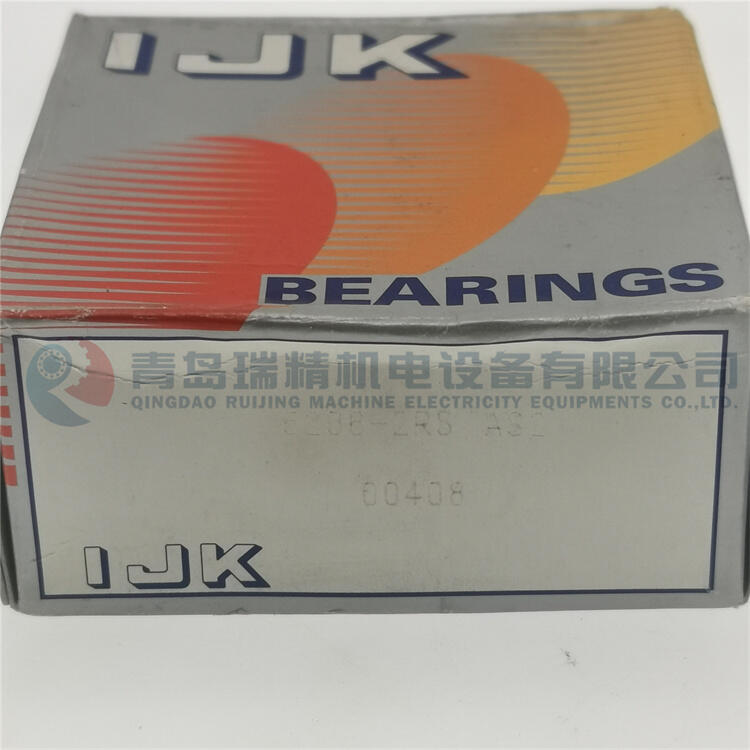 IJK
BEARINGS
青岛瑞精机电设备有限公司
QINGDAO RUIJING MACHINE ELECTRICITY EQUIPMENTS CO.,LTD.
00408
IJK